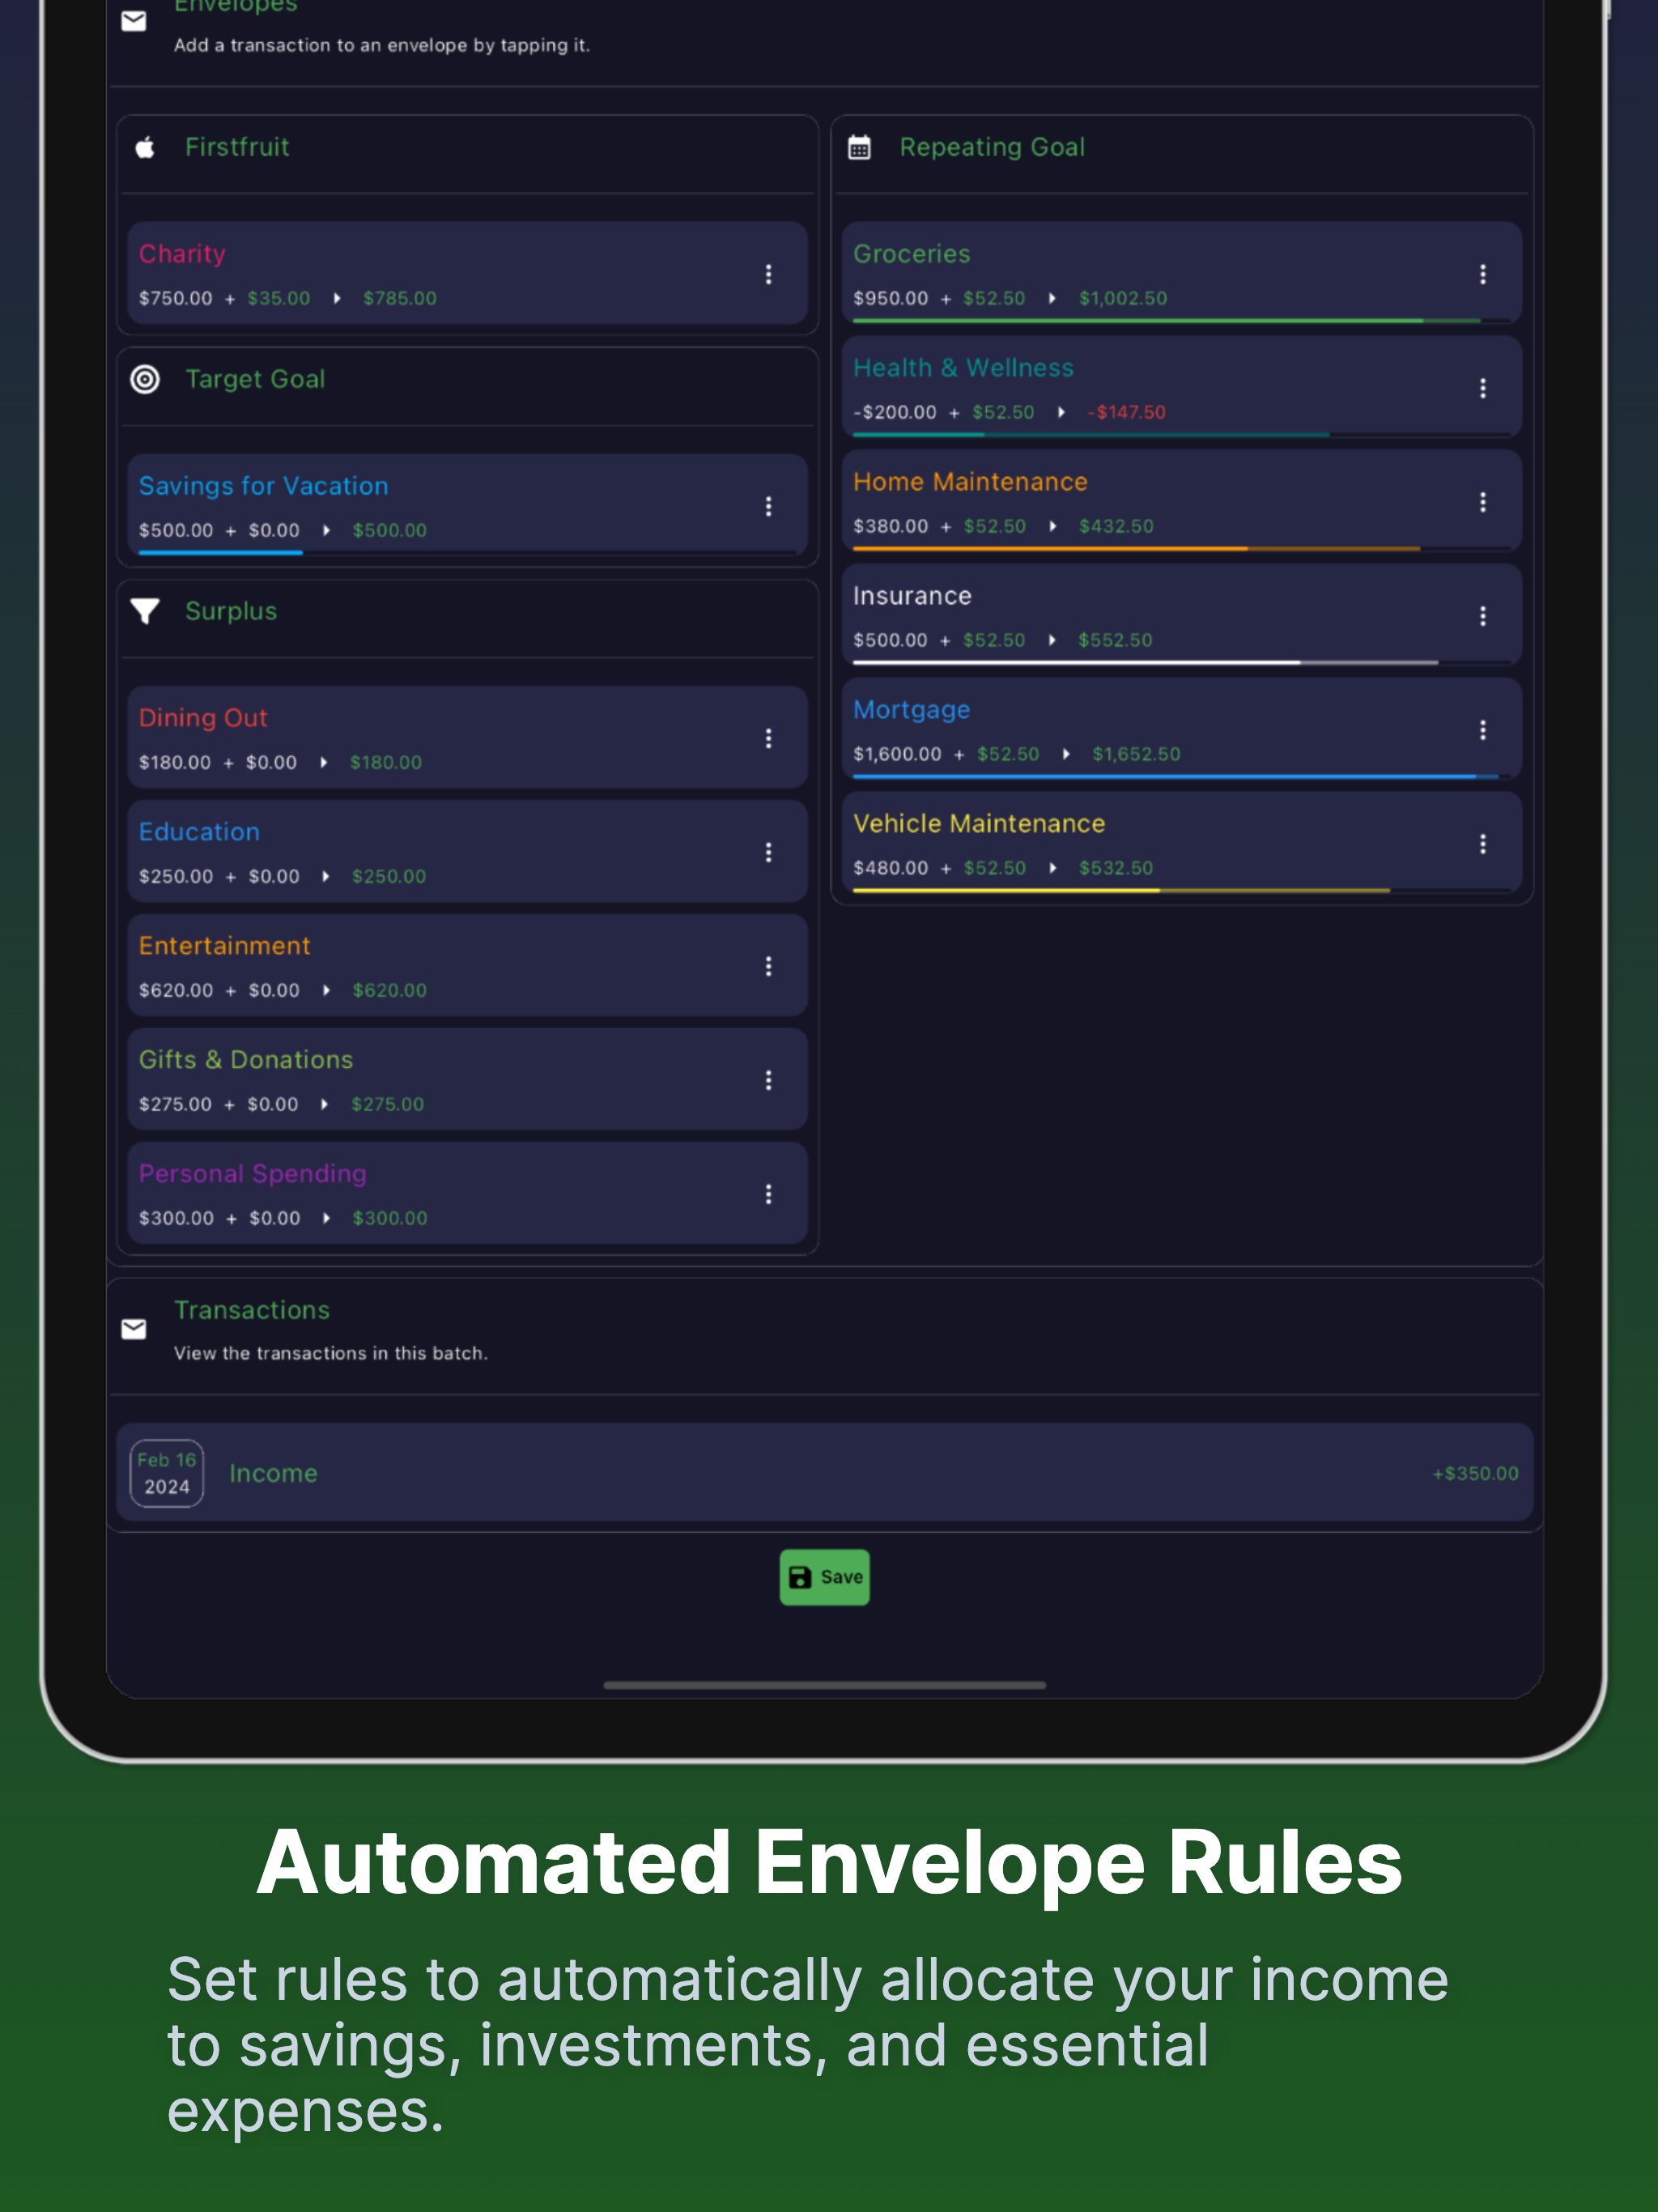 Envelopes
Add a transaction to an envelope by tapping it.
Firstfruit
Charity
$750.00 + $35.00 $785.00
Target Goal
Savings for Vacation
$500.00 + $0.00 $500.00
Surplus
Dining Out
$180.00 + $0.00 $180.00
Education
$250.00 + $0.00 $250.00
Entertainment
$620.00 + $0.00 $620.00
Gifts & Donations
$275.00 + $0.00 $275.00
Personal Spending
$300.00 + $0.00 $300.00
Repeating Goal
Groceries
$950.00 + $52.50 $1,002.50
Health & Wellness
-$200.00 + $52.50 -$147.50
Home Maintenance
$380.00 + $52.50 $432.50
Insurance
$500.00 + $52.50 $552.50
Mortgage
$1,600.00 + $52.50 $1,652.50
Vehicle Maintenance
$480.00 + $52.50 $532.50
Transactions
View the transactions in this batch.
Feb 16
2024
Income
+$350.00
Save
Automated Envelope Rules
Set rules to automatically allocate your income
to savings, investments, and essential
expenses.